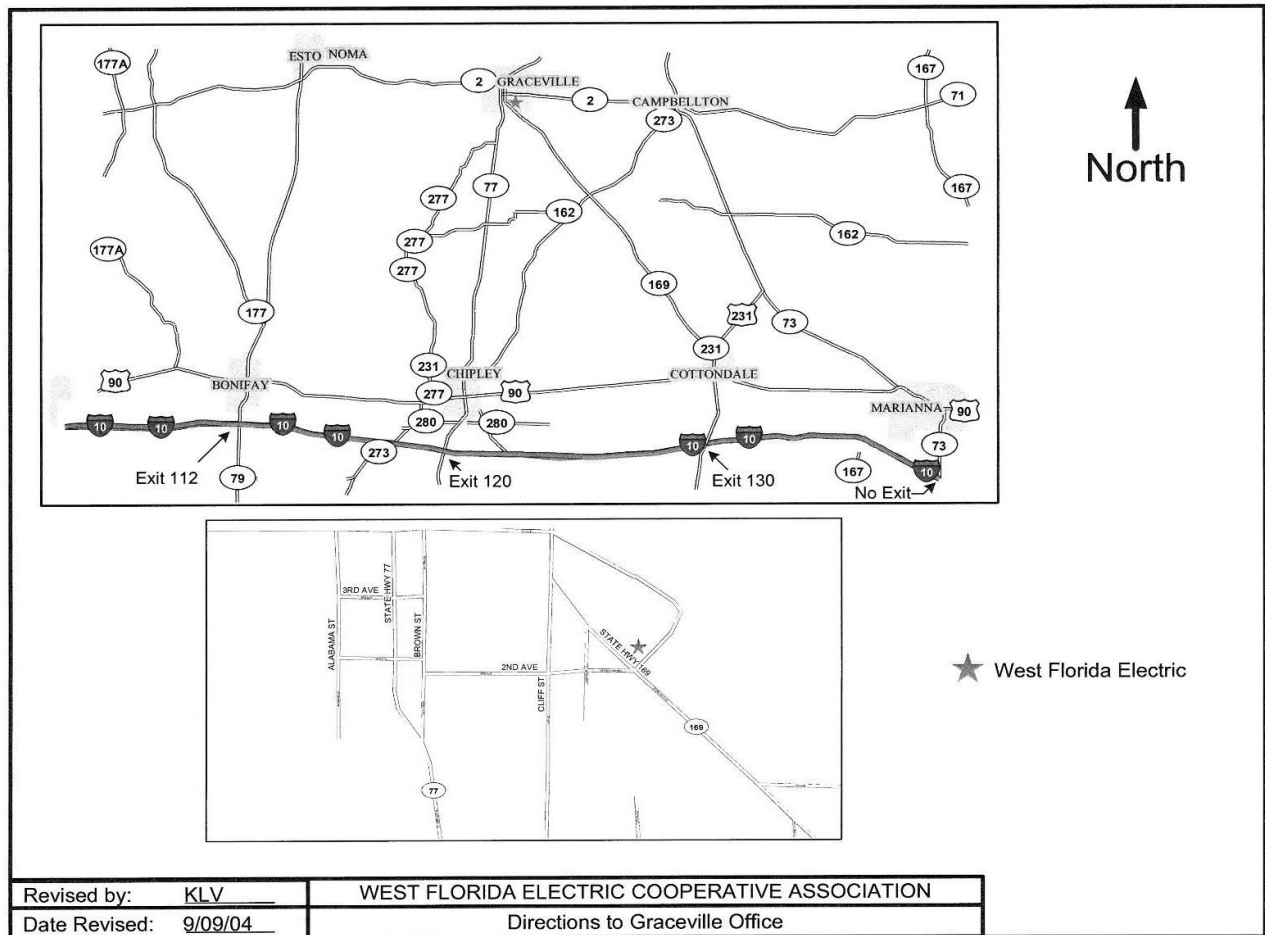 177A
ESTO NOMA
2
GRACEVILLE
2
CAMPBELLTON
273
167
71
167
North
277
77
162
162
277
277
177A
169
177
231
73
231
231
CHIPLEY
COTTONDALE
90
BONIFAY
277
90
MARIANNA
90
10
10
10
10
280
280
273
10
10
73
167
10
Exit 112
79
Exit 120
Exit 130
No Exit
3RD AVE
STATE HWY 77
ALABAMA ST
BROWN ST
2ND AVE
CLIFF ST
STATE HWY 169
169
77
West Florida Electric
Revised by: KLV
WEST FLORIDA ELECTRIC COOPERATIVE ASSOCIATION
Date Revised: 9/09/04
Directions to Graceville Office